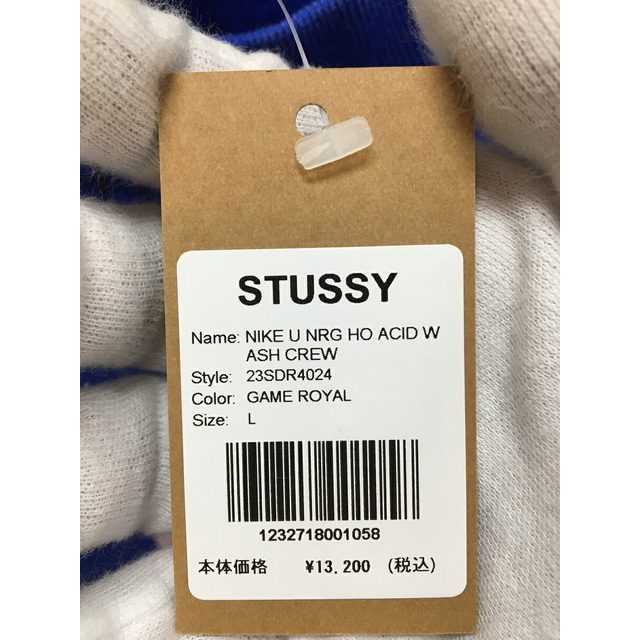 STUSSY
Name: NIKE U NRG HO ACID W
ASH CREW
Style: 23SDR4024
Color: GAME ROYAL
Size: L
1232718001058
本体価格 ¥13,200 (税込)